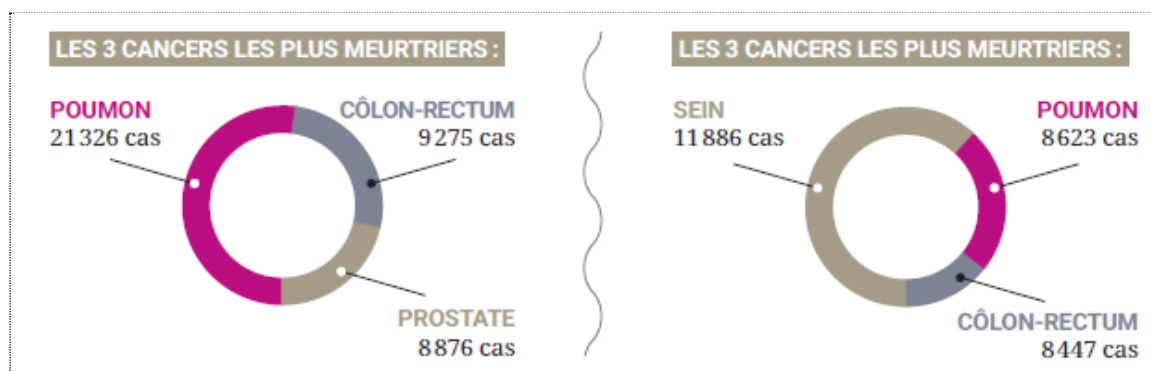 LES 3 CANCERS LES PLUS MEURTRIERS :
POUMON
21 326 cas
CÔLON-RECTUM
9 275 cas
PROSTATE
8 876 cas
LES 3 CANCERS LES PLUS MEURTRIERS :
SEIN
11 886 cas
POUMON
8 623 cas
CÔLON-RECTUM
8 447 cas